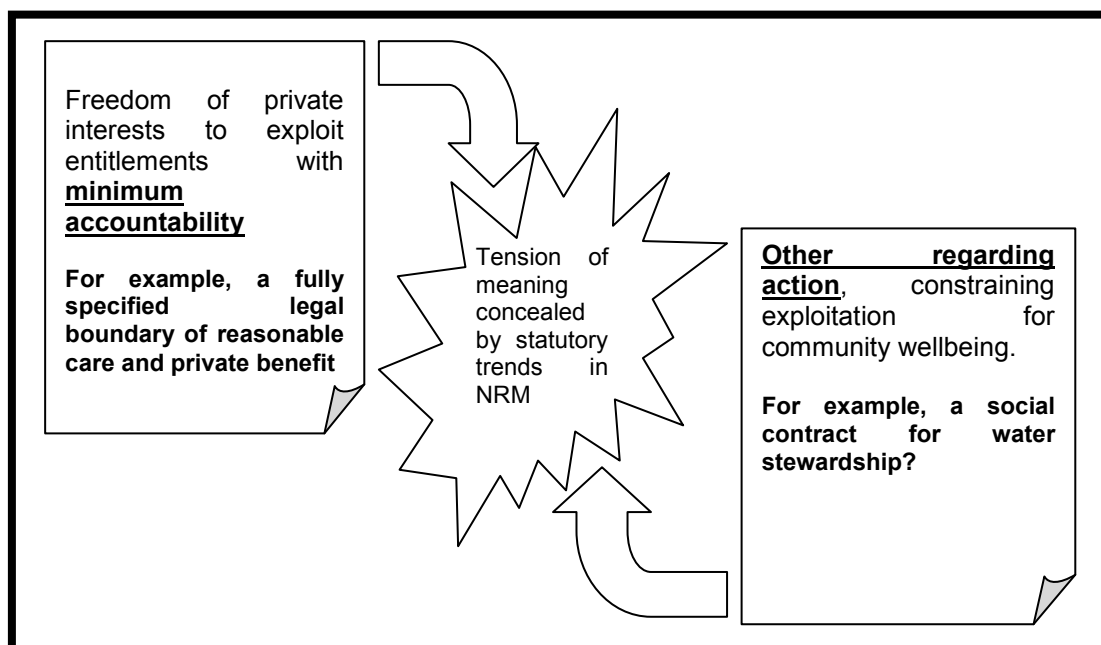 Freedom of private
interests to exploit
entitlements with
minimum
accountability
For example, a fully
specified legal
boundary of reasonable
care and private benefit
Tension of
meaning
concealed
by statutory
trends in
NRM
Other regarding
action, constraining
exploitation for
community wellbeing.
For example, a social
contract for water
stewardship?